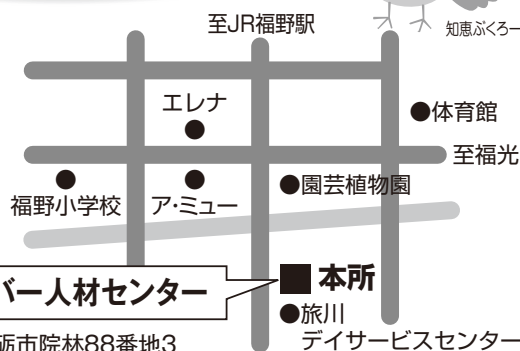 至JR福野駅
知恵ぶくろー
エレナ
●体育館
至福光
福野小学校
ア・ミュー
●園芸植物園
バー人材センター
■本所
●旅川
デイサービスセンター
砺市院林88番地3